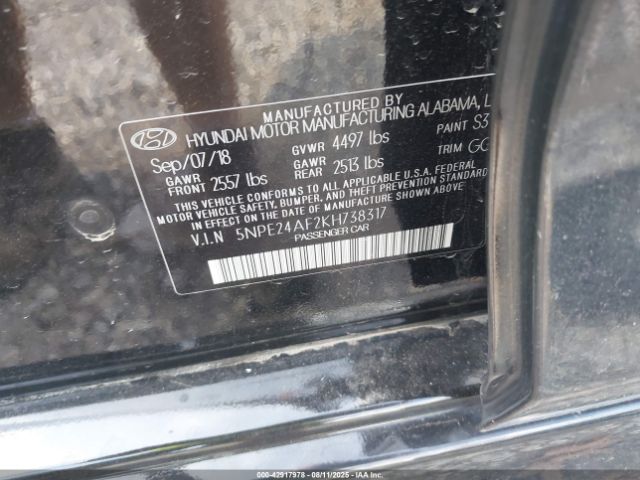 MANUFACTURED BY
HYUNDAI MOTOR MANUFACTURING ALABAMA, L
Sep/07/18 GVWR 4497 lbs PAINT S3
GAWR FRONT 2557 lbs GAWR REAR 2513 lbs TRIM GC
THIS VEHICLE CONFORMS TO ALL APPLICABLE U.S.A. FEDERAL
MOTOR VEHICLE SAFETY, BUMPER, AND THEFT PREVENTION STANDARD
IN EFFECT ON THE DATE OF MANUFACTURE SHOWN ABOVE.
V.I.N 5NPE24AF2KH738317
PASSENGER CAR
000-42917978 - 08/11/2025 - IAA Inc.